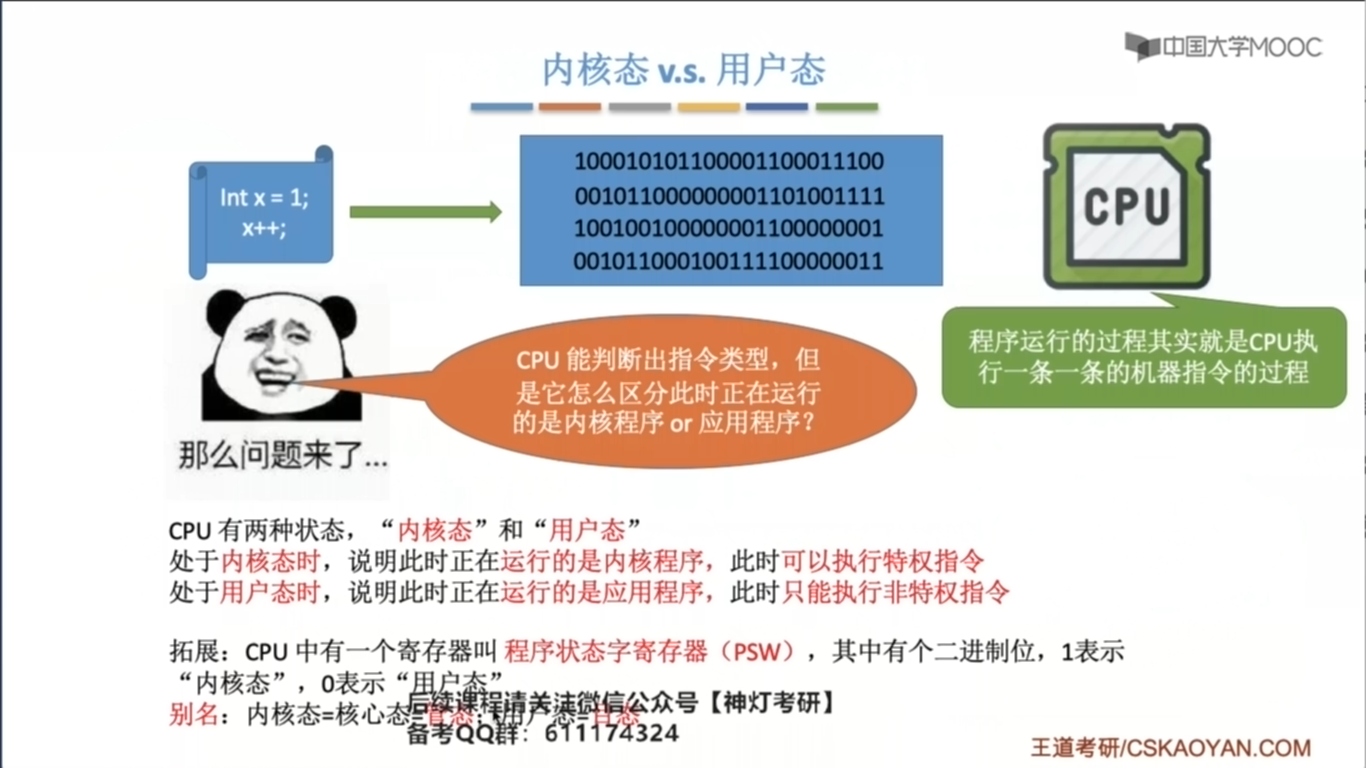 中国大学MOOC
内核态 v.s. 用户态
Int x = 1;
x++;
100010101100001100011100
001011000000001101001111
100100100000001100000001
001011000100111100000011
CPU
程序运行的过程其实就是CPU执
行一条一条的机器指令的过程
CPU 能判断出指令类型，但
是它怎么区分此时正在运行
的是内核程序 or 应用程序？
那么问题来了...
CPU 有两种状态，“内核态”和“用户态”
处于内核态时，说明此时正在运行的是内核程序，此时可以执行特权指令
处于用户态时，说明此时正在运行的是应用程序，此时只能执行非特权指令
拓展：CPU 中有一个寄存器叫 程序状态字寄存器（PSW），其中有个二进制位，1表示
“内核态”，0表示“用户态”
别名：内核态=核心态=管态；用户态=目态
后续课程请关注微信公众号【神灯考研】
备考QQ群：611174324
王道考研/CSKAOYAN.COM